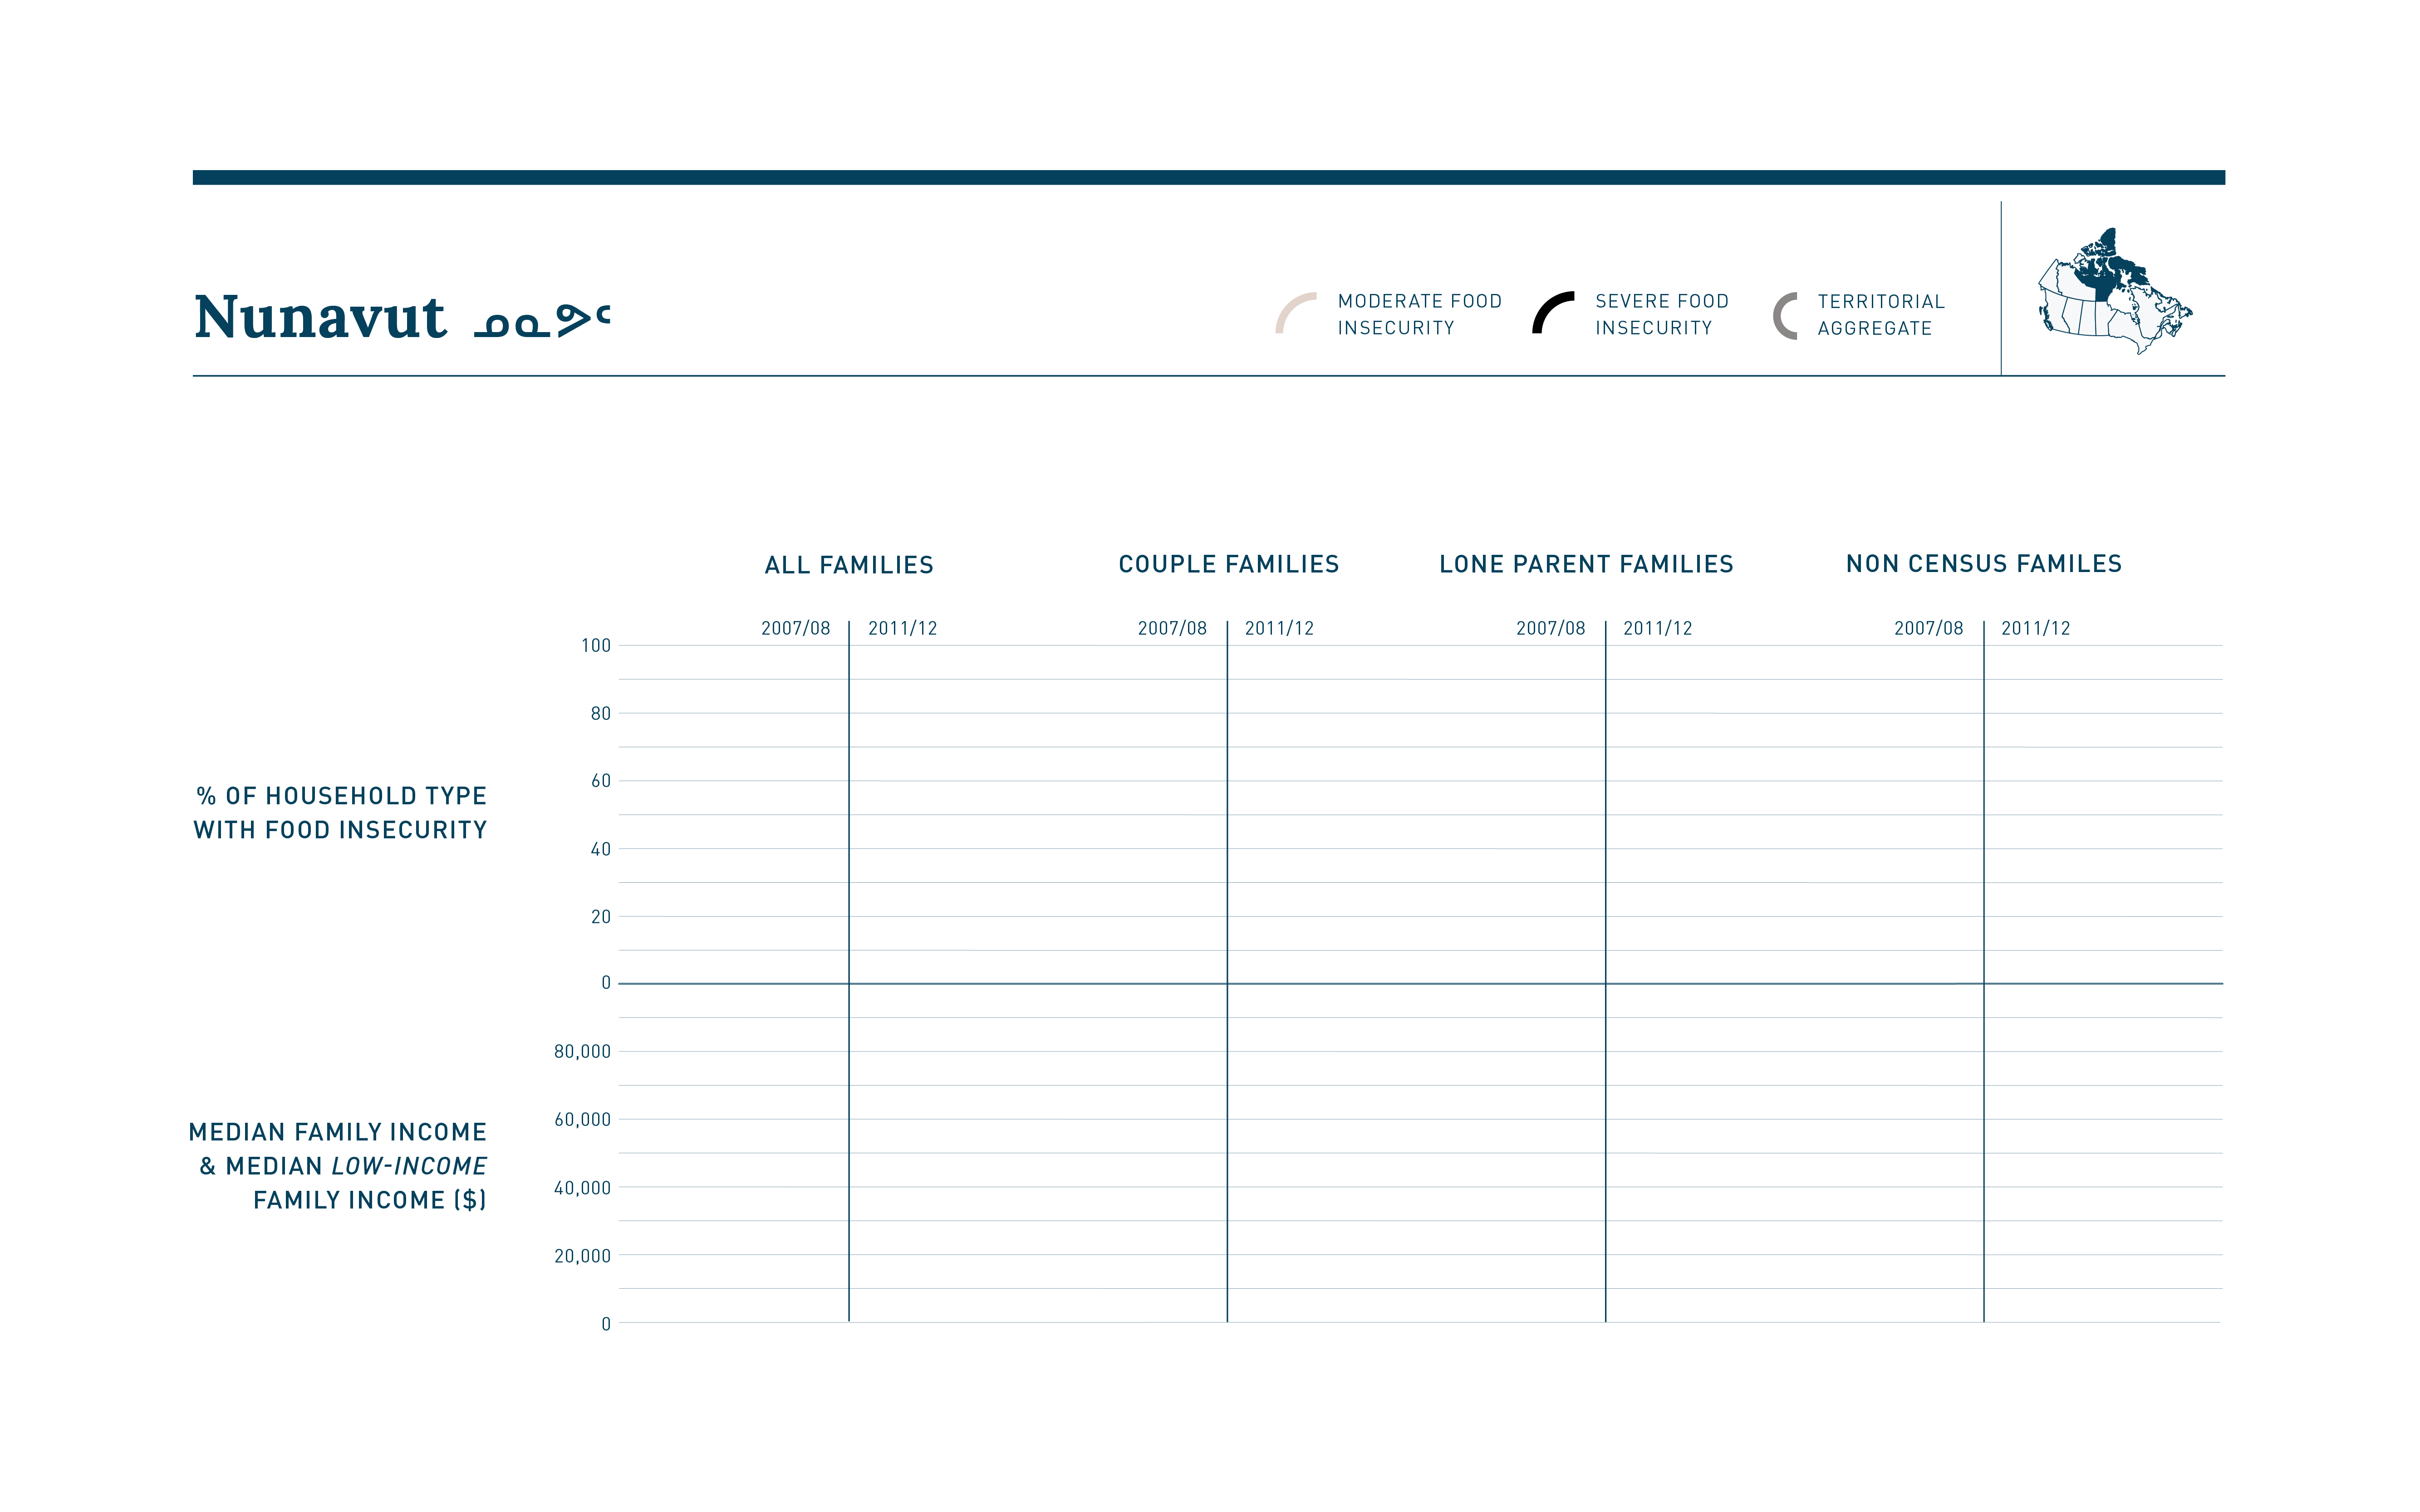 Nunavut ᓄᓇᕗᑦ
MODERATE FOOD
INSECURITY
SEVERE FOOD
INSECURITY
TERRITORIAL
AGGREGATE
ALL FAMILIES
COUPLE FAMILIES
LONE PARENT FAMILIES
NON CENSUS FAMILES
2007/08 2011/12
2007/08 2011/12
2007/08 2011/12
2007/08 2011/12
% OF HOUSEHOLD TYPE
WITH FOOD INSECURITY
100
80
60
40
20
0
MEDIAN FAMILY INCOME
& MEDIAN LOW-INCOME
FAMILY INCOME ($)
80,000
60,000
40,000
20,000
0